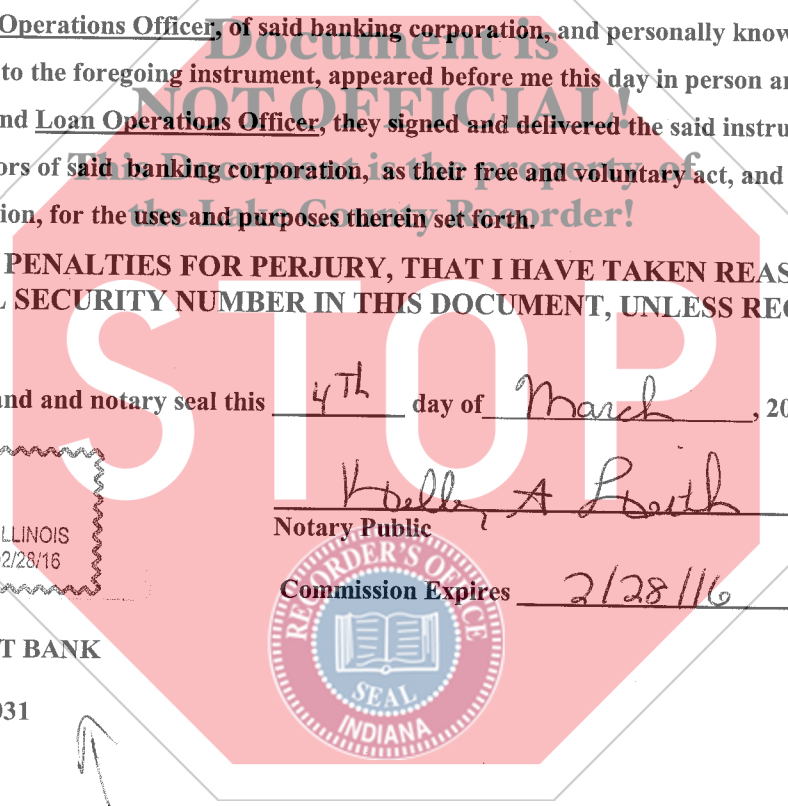 Operations Officer, of said banking corporation, and personally know
to the foregoing instrument, appeared before me this day in person an
nd Loan Operations Officer, they signed and delivered the said instru
ors of said banking corporation, as their free and voluntary act, and
ion, for the uses and purposes therein set forth.
Document is
NOT OFFICIAL!
This Document is the property of
the Lake County Recorder!
PENALTIES FOR PERJURY, THAT I HAVE TAKEN REAS
L SECURITY NUMBER IN THIS DOCUMENT, UNLESS REQ
STOP
and and notary seal this 4Th day of March, 20
Kelly A
Notary Public
LLINOIS
02/28/16
Commission Expires 2/28/16
RECORDER'S OFFICE
SEAL
INDIANA
T BANK
031